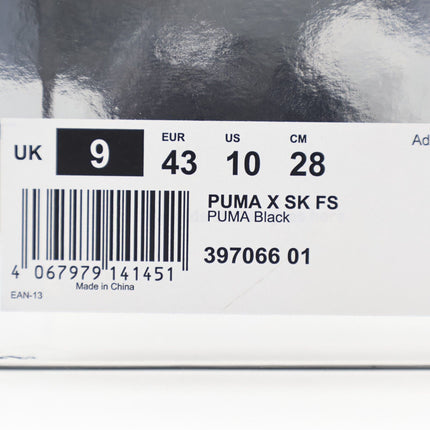 EUR US CM
UK 9 43 10 28
Ad
PUMA X SK FS
PUMA Black
397066 01
4 067979 141451
Made in China
EAN-13